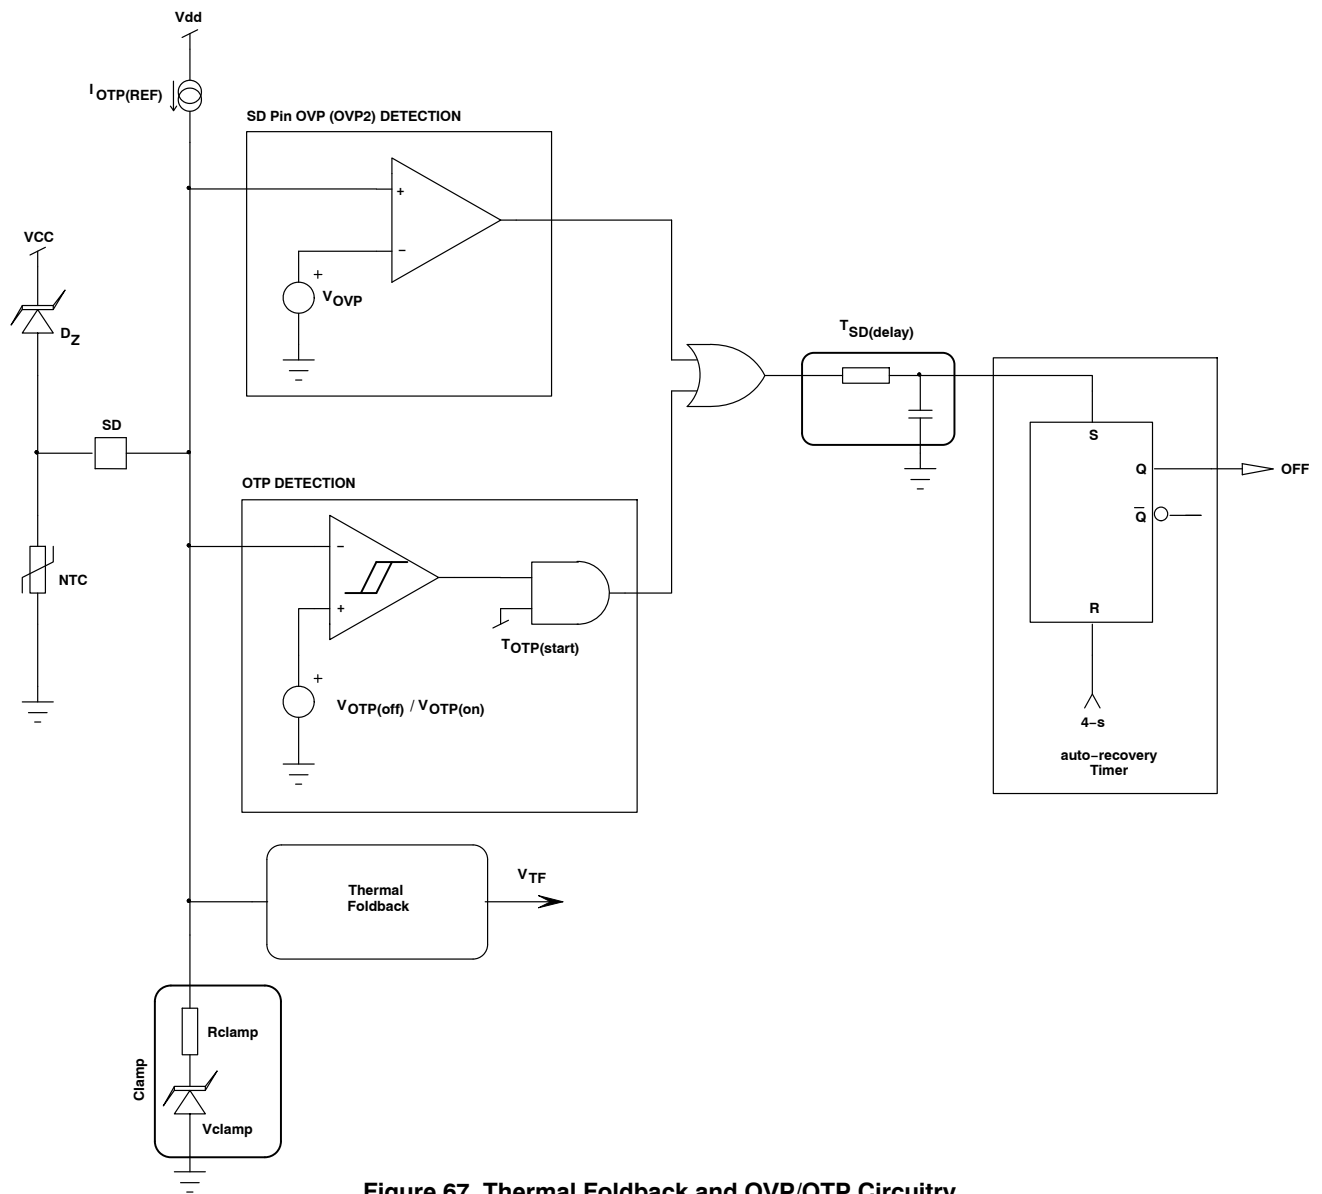 Vdd
I OTP(REF)
SD Pin OVP (OVP2) DETECTION
+
−
+
V OVP
VCC
D Z
SD
NTC
T SD(delay)
S
Q
Q̅
R
OFF
4−s
auto−recovery
Timer
OTP DETECTION
−
+
T OTP(start)
+
V OTP(off) / V OTP(on)
Thermal
Foldback
V TF
Clamp
Rclamp
Vclamp
Figure 67. Thermal Foldback and OVP/OTP Circuitry